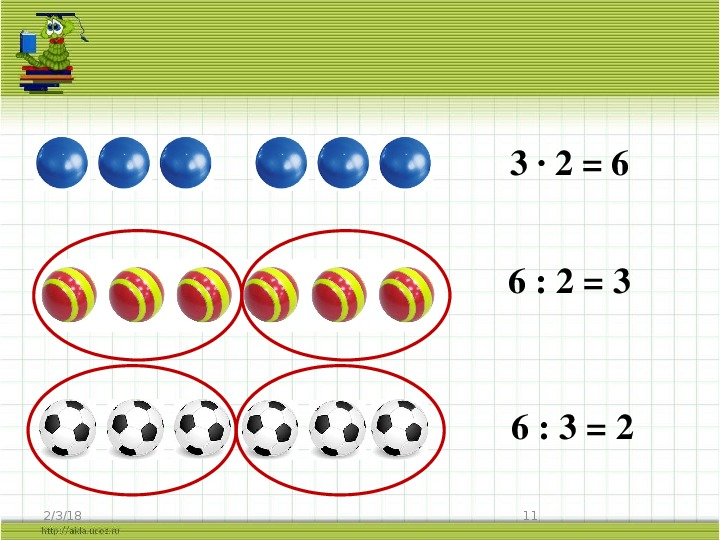 3 · 2 = 6
6 : 2 = 3
6 : 3 = 2
2/3/18
11
http://aida.ucoz.ru